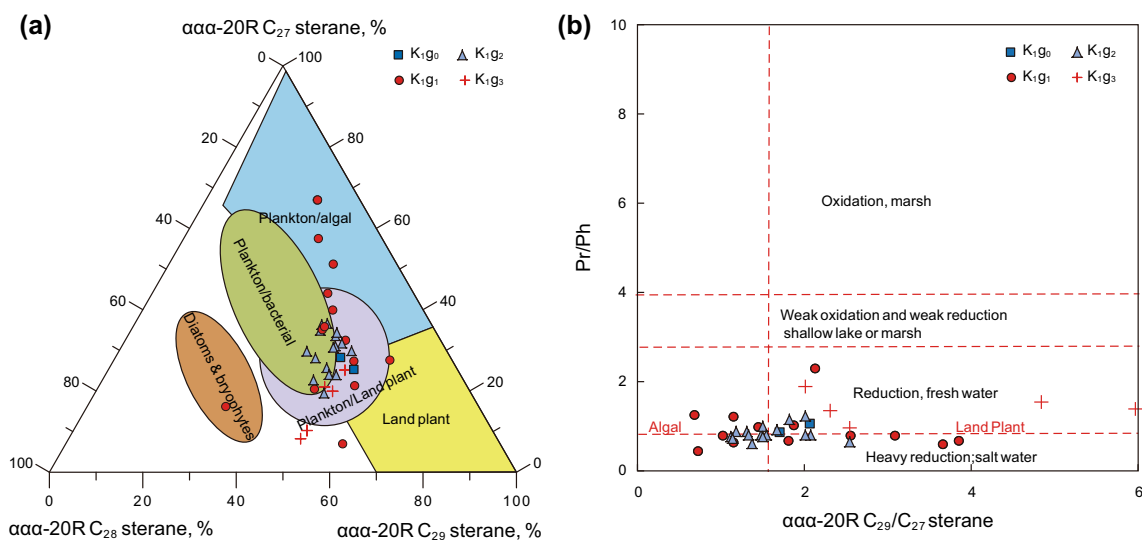 (a)
ααα-20R C₂₇ sterane, %
K₁g₀
K₁g₂
K₁g₁
K₁g₃
0
100
20
80
40
60
60
40
80
20
100
0
0
20
40
60
80
100
Plankton/algal
Plankton/bacterial
Diatoms & bryophytes
Plankton/Land plant
Land plant
ααα-20R C₂₈ sterane, %
ααα-20R C₂₉ sterane, %
(b)
10
8
6
4
2
0
Pr/Ph
K₁g₀
K₁g₂
K₁g₁
K₁g₃
Oxidation, marsh
Weak oxidation and weak reduction
shallow lake or marsh
Reduction, fresh water
Algal
Land Plant
Heavy reduction;salt water
0
2
4
6
ααα-20R C₂₉/C₂₇ sterane